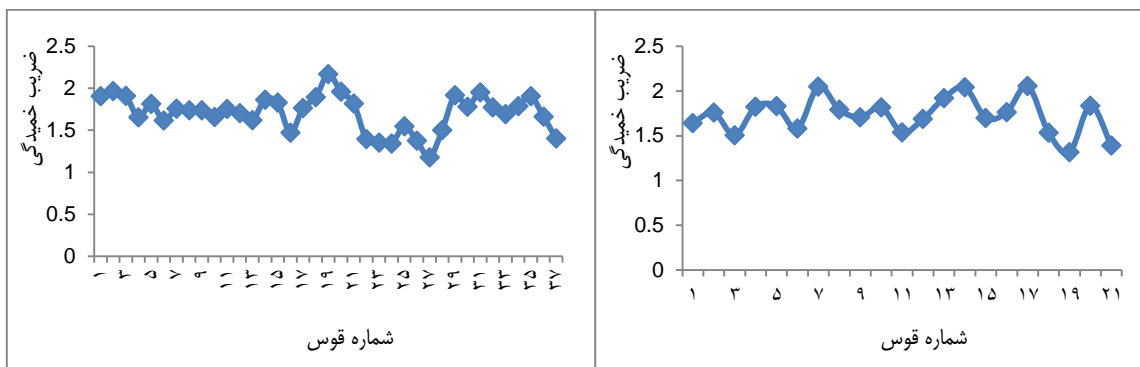 ضریب خمیدگی
2.5
2
1.5
1
0.5
0
۱ ۳ ۵ ۷ ۹ ۱۱ ۱۳ ۱۵ ۱۷ ۱۹ ۲۱ ۲۳ ۲۵ ۲۷ ۲۹ ۳۱ ۳۳ ۳۵ ۳۷
شماره قوس
ضریب خمیدگی
2.5
2
1.5
1
0.5
0
۱ ۳ ۵ ۷ ۹ ۱۱ ۱۳ ۱۵ ۱۷ ۱۹ ۲۱
شماره قوس